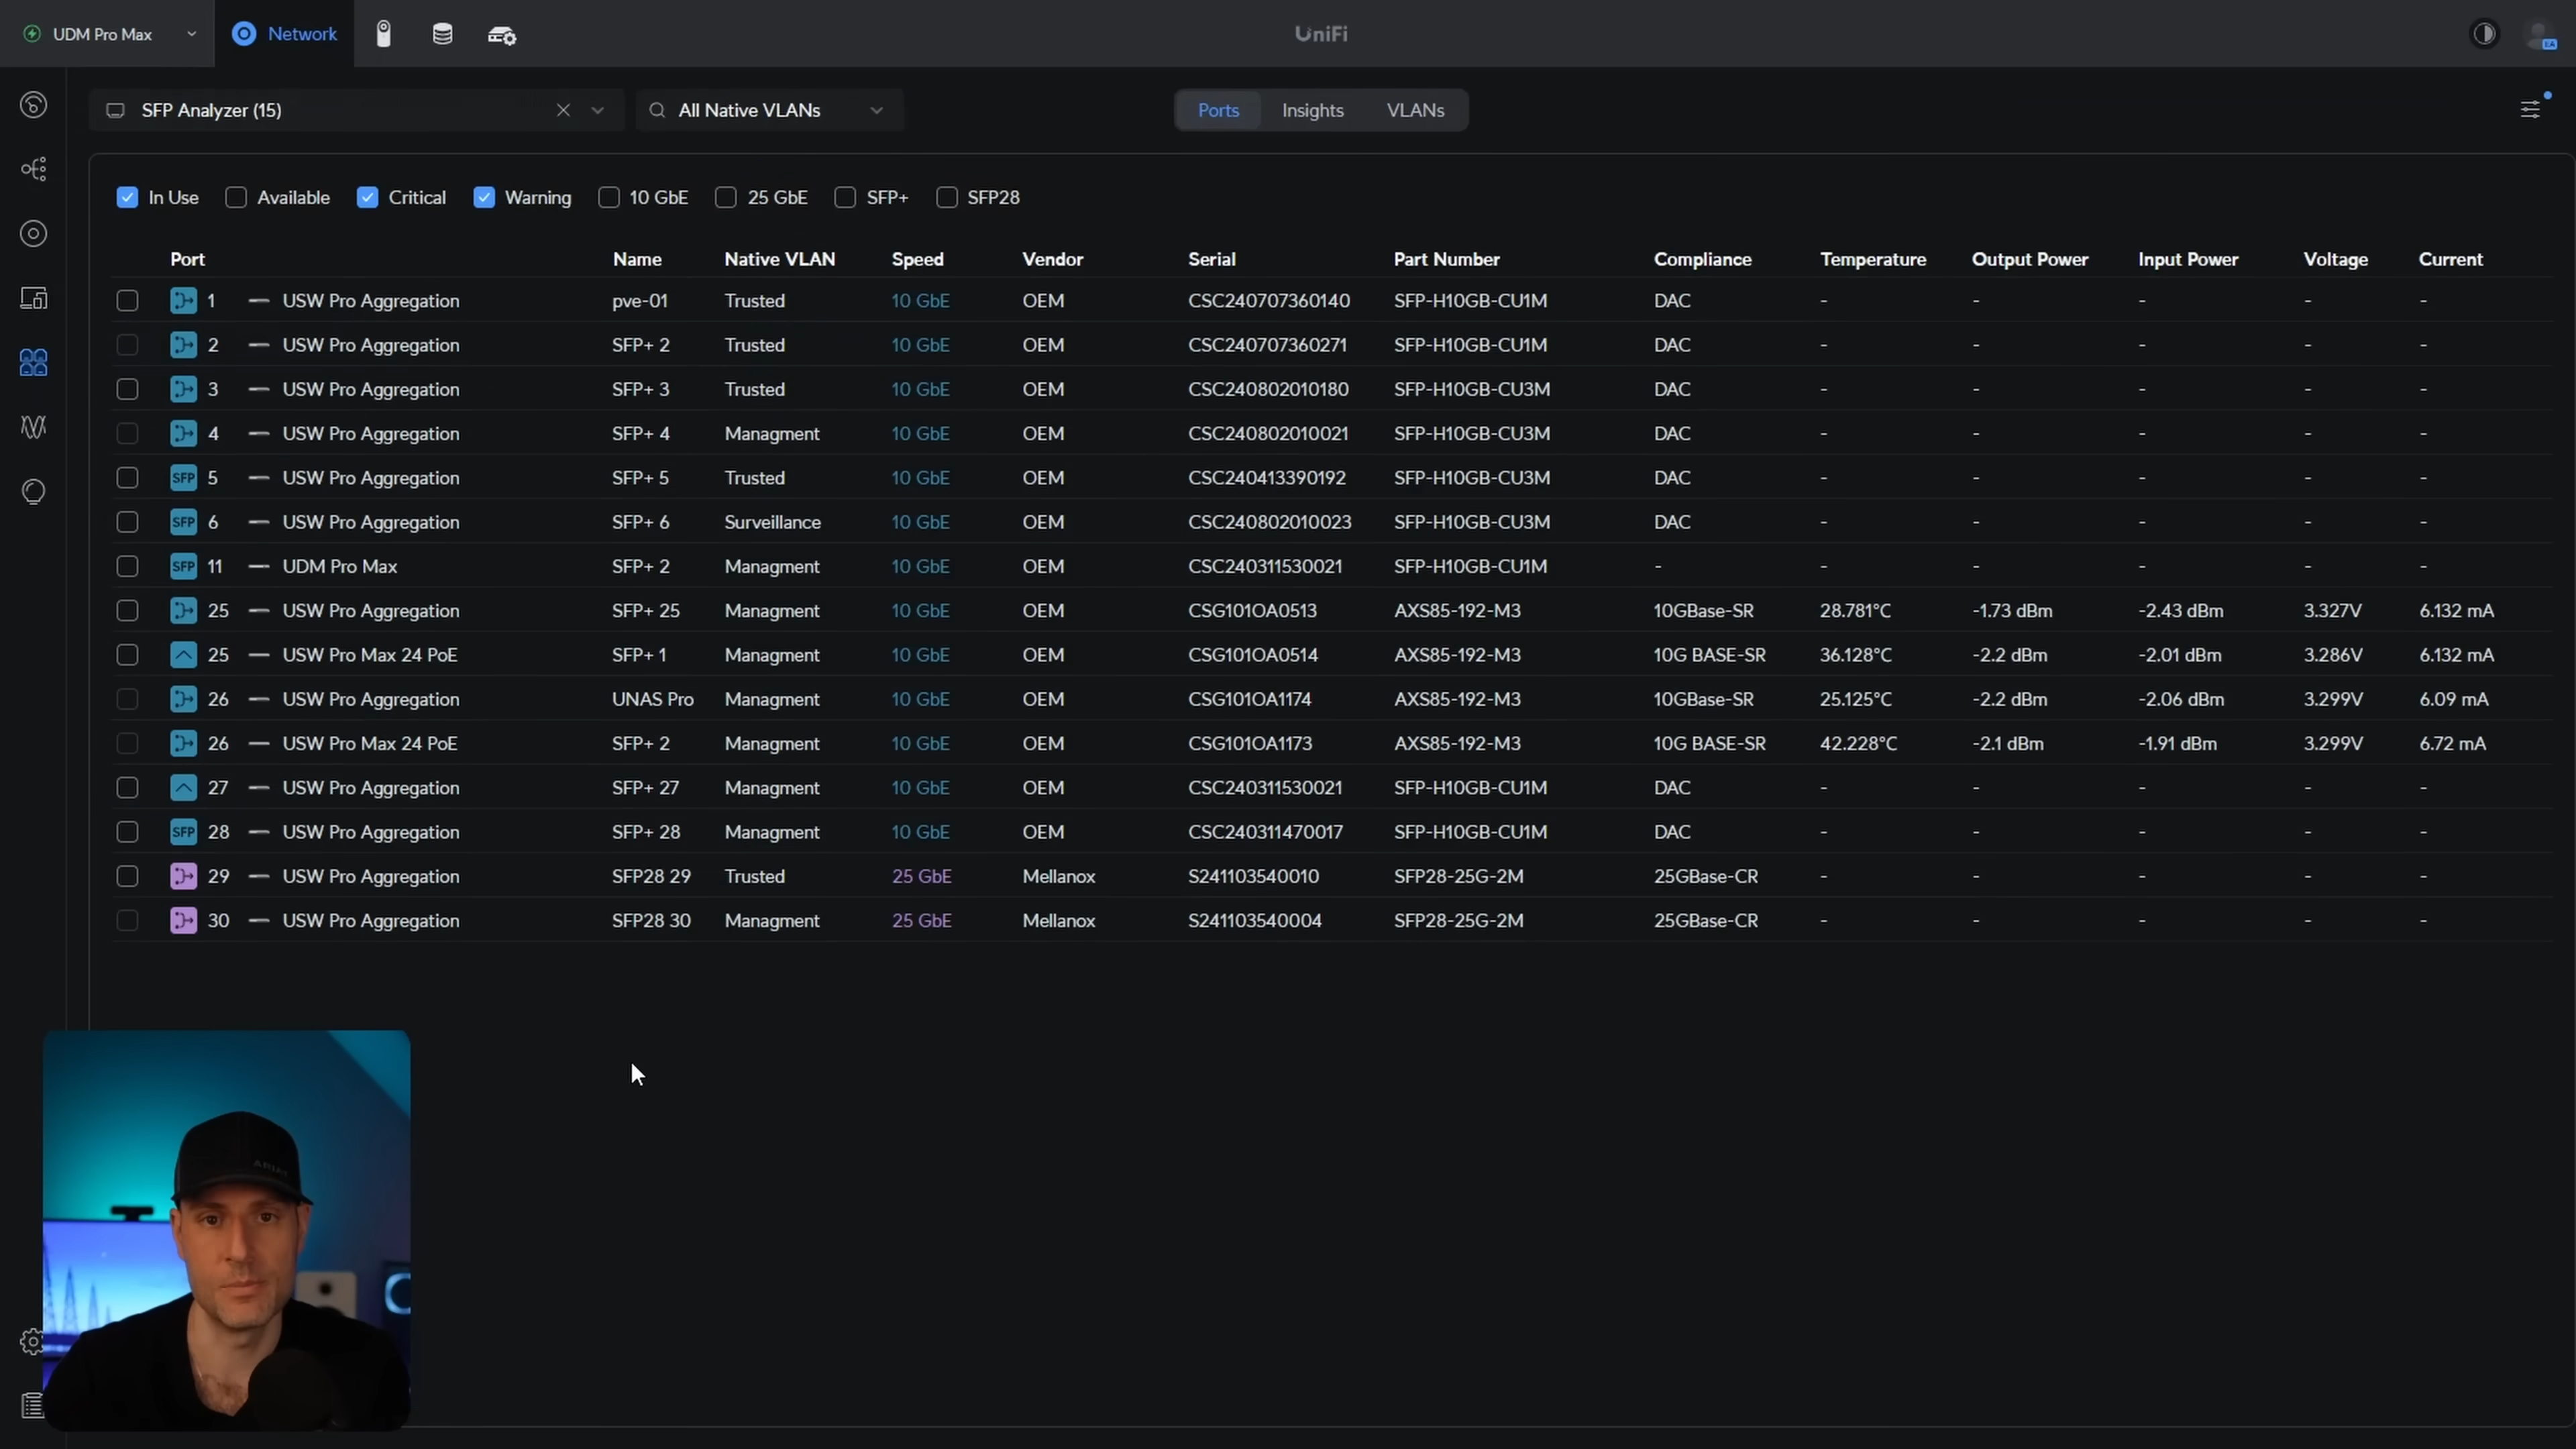 UDM Pro Max Network UniFi EA
SFP Analyzer (15) All Native VLANs Ports Insights VLANs
In Use Available Critical Warning 10 GbE 25 GbE SFP+ SFP28
Port Name Native VLAN Speed Vendor Serial Part Number Compliance Temperature Output Power Input Power Voltage Current
1 USW Pro Aggregation pve-01 Trusted 10 GbE OEM CSC240707360140 SFP-H10GB-CU1M DAC - - - - -
2 USW Pro Aggregation SFP+ 2 Trusted 10 GbE OEM CSC240707360271 SFP-H10GB-CU1M DAC - - - - -
3 USW Pro Aggregation SFP+ 3 Trusted 10 GbE OEM CSC240802010180 SFP-H10GB-CU3M DAC - - - - -
4 USW Pro Aggregation SFP+ 4 Managment 10 GbE OEM CSC240802010021 SFP-H10GB-CU3M DAC - - - - -
SFP 5 USW Pro Aggregation SFP+ 5 Trusted 10 GbE OEM CSC240413390192 SFP-H10GB-CU3M DAC - - - - -
SFP 6 USW Pro Aggregation SFP+ 6 Surveillance 10 GbE OEM CSC240802010023 SFP-H10GB-CU3M DAC - - - - -
SFP 11 UDM Pro Max SFP+ 2 Managment 10 GbE OEM CSC240311530021 SFP-H10GB-CU1M - - - - - -
25 USW Pro Aggregation SFP+ 25 Managment 10 GbE OEM CSG101OA0513 AXS85-192-M3 10GBase-SR 28.781°C -1.73 dBm -2.43 dBm 3.327V 6.132 mA
25 USW Pro Max 24 PoE SFP+ 1 Managment 10 GbE OEM CSG101OA0514 AXS85-192-M3 10G BASE-SR 36.128°C -2.2 dBm -2.01 dBm 3.286V 6.132 mA
26 USW Pro Aggregation UNAS Pro Managment 10 GbE OEM CSG101OA1174 AXS85-192-M3 10GBase-SR 25.125°C -2.2 dBm -2.06 dBm 3.299V 6.09 mA
26 USW Pro Max 24 PoE SFP+ 2 Managment 10 GbE OEM CSG101OA1173 AXS85-192-M3 10G BASE-SR 42.228°C -2.1 dBm -1.91 dBm 3.299V 6.72 mA
27 USW Pro Aggregation SFP+ 27 Managment 10 GbE OEM CSC240311530021 SFP-H10GB-CU1M DAC - - - - -
SFP 28 USW Pro Aggregation SFP+ 28 Managment 10 GbE OEM CSC240311470017 SFP-H10GB-CU1M DAC - - - - -
29 USW Pro Aggregation SFP28 29 Trusted 25 GbE Mellanox S241103540010 SFP28-25G-2M 25GBase-CR - - - - -
30 USW Pro Aggregation SFP28 30 Managment 25 GbE Mellanox S241103540004 SFP28-25G-2M 25GBase-CR - - - - -